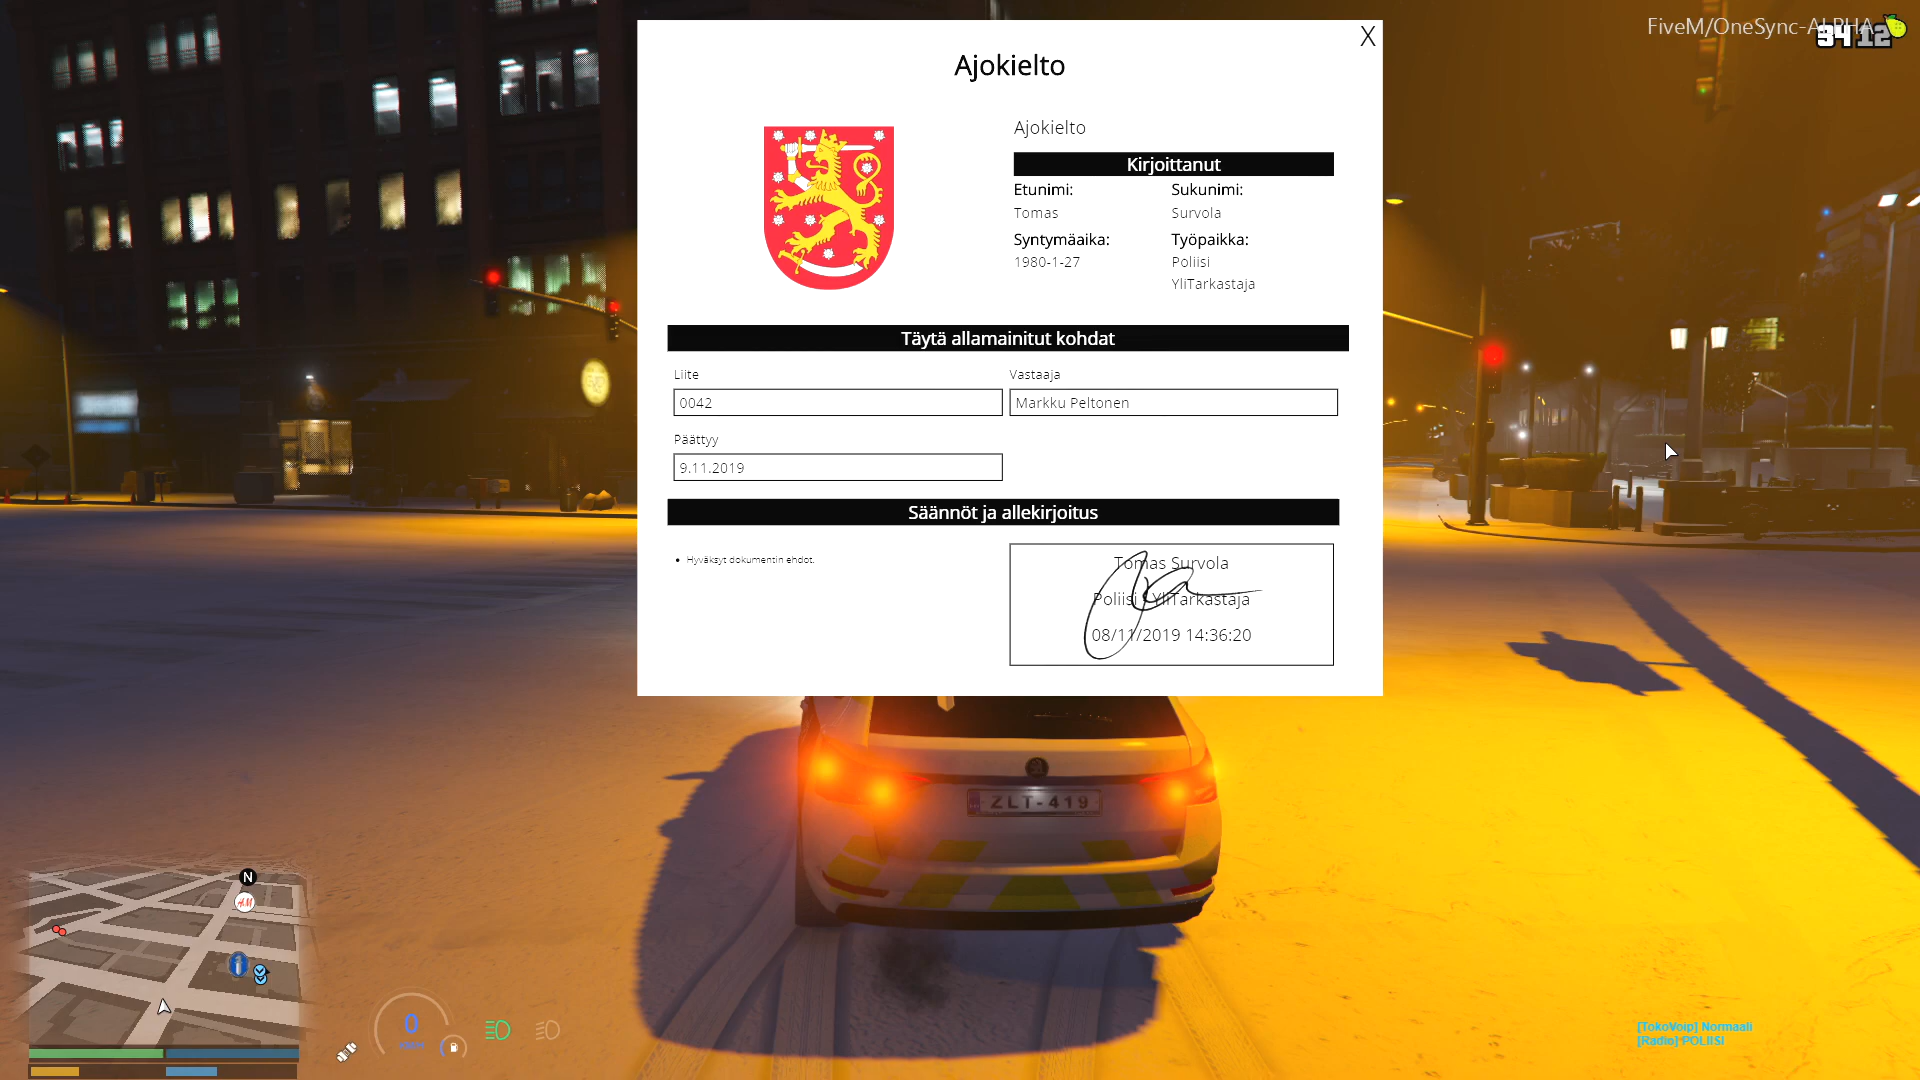 FiveM/OneSync-ALPHA
34 12
X
Ajokielto
Ajokielto
Kirjoittanut
Etunimi: Sukunimi:
Tomas Survola
Syntymäaika: Työpaikka:
1980-1-27 Poliisi
YliTarkastaja
Täytä allamainitut kohdat
Liite Vastaaja
0042 Markku Peltonen
Päättyy
9.11.2019
Säännöt ja allekirjoitus
• Hyväksyt dokumentin ehdot.
Tomas Survola
Poliisi - YliTarkastaja
08/11/2019 14:36:20
ZLT-419
N
H&M
0
[TokoVoip] Normaali
[Radio] POLIISI